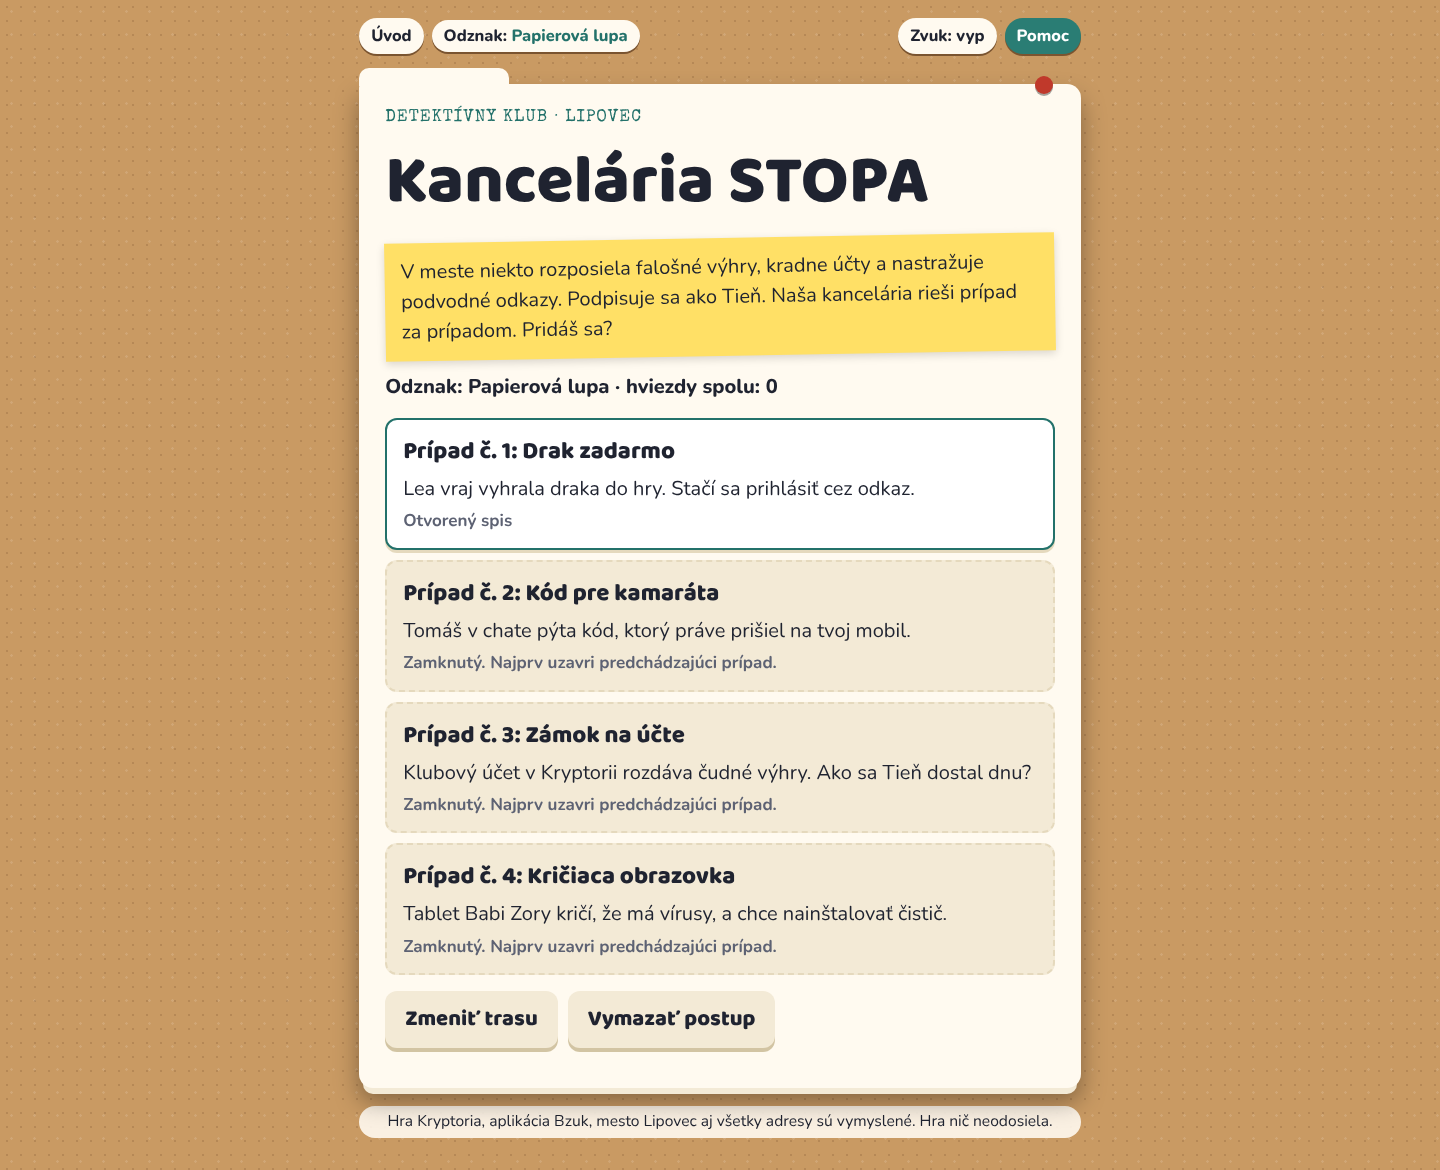 Úvod
Odznak: Papierová lupa
Zvuk: vyp
Pomoc
DETEKTÍVNY KLUB · LIPOVEC
Kancelária STOPA
V meste niekto rozposiela falošné výhry, kradne účty a nastražuje
podvodné odkazy. Podpisuje sa ako Tieň. Naša kancelária rieši prípad
za prípadom. Pridáš sa?
Odznak: Papierová lupa · hviezdy spolu: 0
Prípad č. 1: Drak zadarmo
Lea vraj vyhrala draka do hry. Stačí sa prihlásiť cez odkaz.
Otvorený spis
Prípad č. 2: Kód pre kamaráta
Tomáš v chate pýta kód, ktorý práve prišiel na tvoj mobil.
Zamknutý. Najprv uzavri predchádzajúci prípad.
Prípad č. 3: Zámok na účte
Klubový účet v Kryptorii rozdáva čudné výhry. Ako sa Tieň dostal dnu?
Zamknutý. Najprv uzavri predchádzajúci prípad.
Prípad č. 4: Kričiaca obrazovka
Tablet Babi Zory kričí, že má vírusy, a chce nainštalovať čistič.
Zamknutý. Najprv uzavri predchádzajúci prípad.
Zmeniť trasu
Vymazať postup
Hra Kryptoria, aplikácia Bzuk, mesto Lipovec aj všetky adresy sú vymyslené. Hra nič neodosiela.